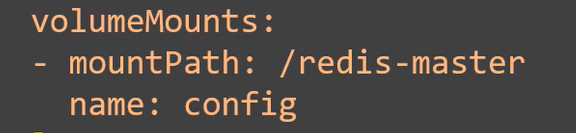 volumeMounts:
- mountPath: /redis-master
name: config